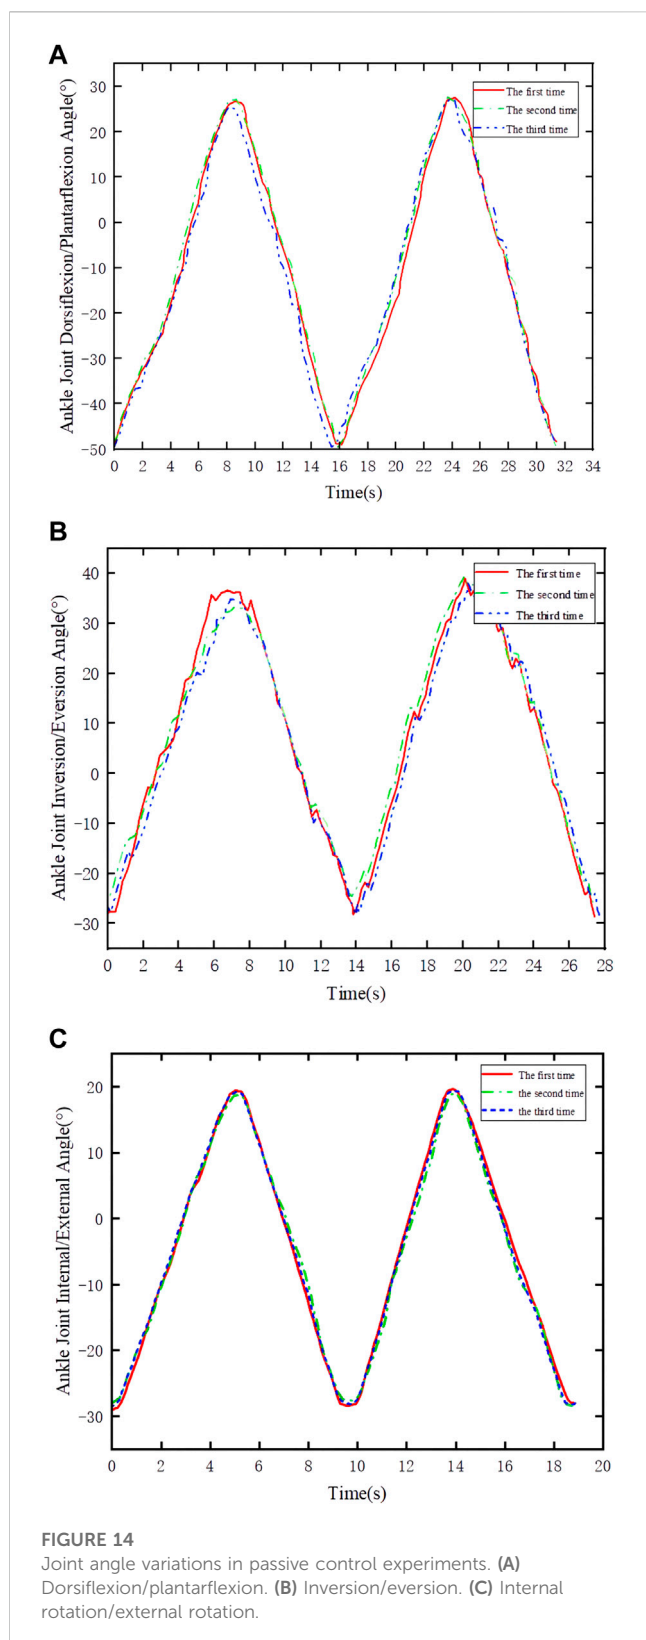 A
Ankle Joint Dorsiflexion/Plantarflexion Angle(°)
30
20
10
0
−10
−20
−30
−40
−50
The first time
The second time
The third time
0 2 4 6 8 10 12 14 16 18 20 22 24 26 28 30 32 34
Time(s)
B
Ankle Joint Inversion/Eversion Angle(°)
40
30
20
10
0
−10
−20
−30
The first time
The second time
The third time
0 2 4 6 8 10 12 14 16 18 20 22 24 26 28
Time(s)
C
Ankle Joint Internal/External Angle(°)
20
10
0
−10
−20
−30
The first time
the second time
the third time
0 2 4 6 8 10 12 14 16 18 20
Time(s)
FIGURE 14
Joint angle variations in passive control experiments. (A)
Dorsiflexion/plantarflexion. (B) Inversion/eversion. (C) Internal
rotation/external rotation.